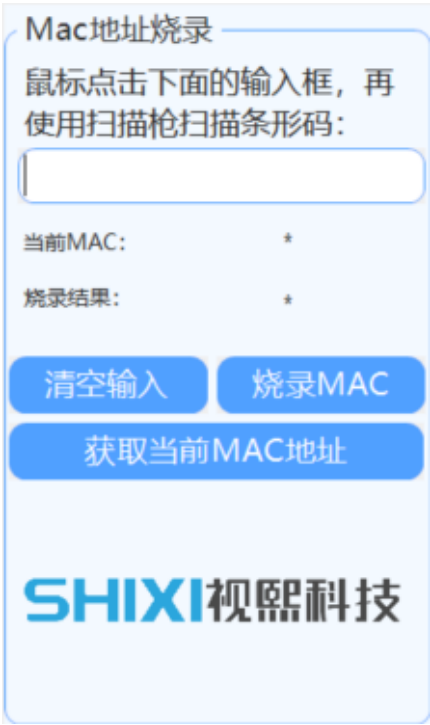 Mac地址烧录
鼠标点击下面的输入框，再
使用扫描枪扫描条形码：
当前MAC： *
烧录结果： *
清空输入 烧录MAC
获取当前MAC地址
SHIXI视熙科技